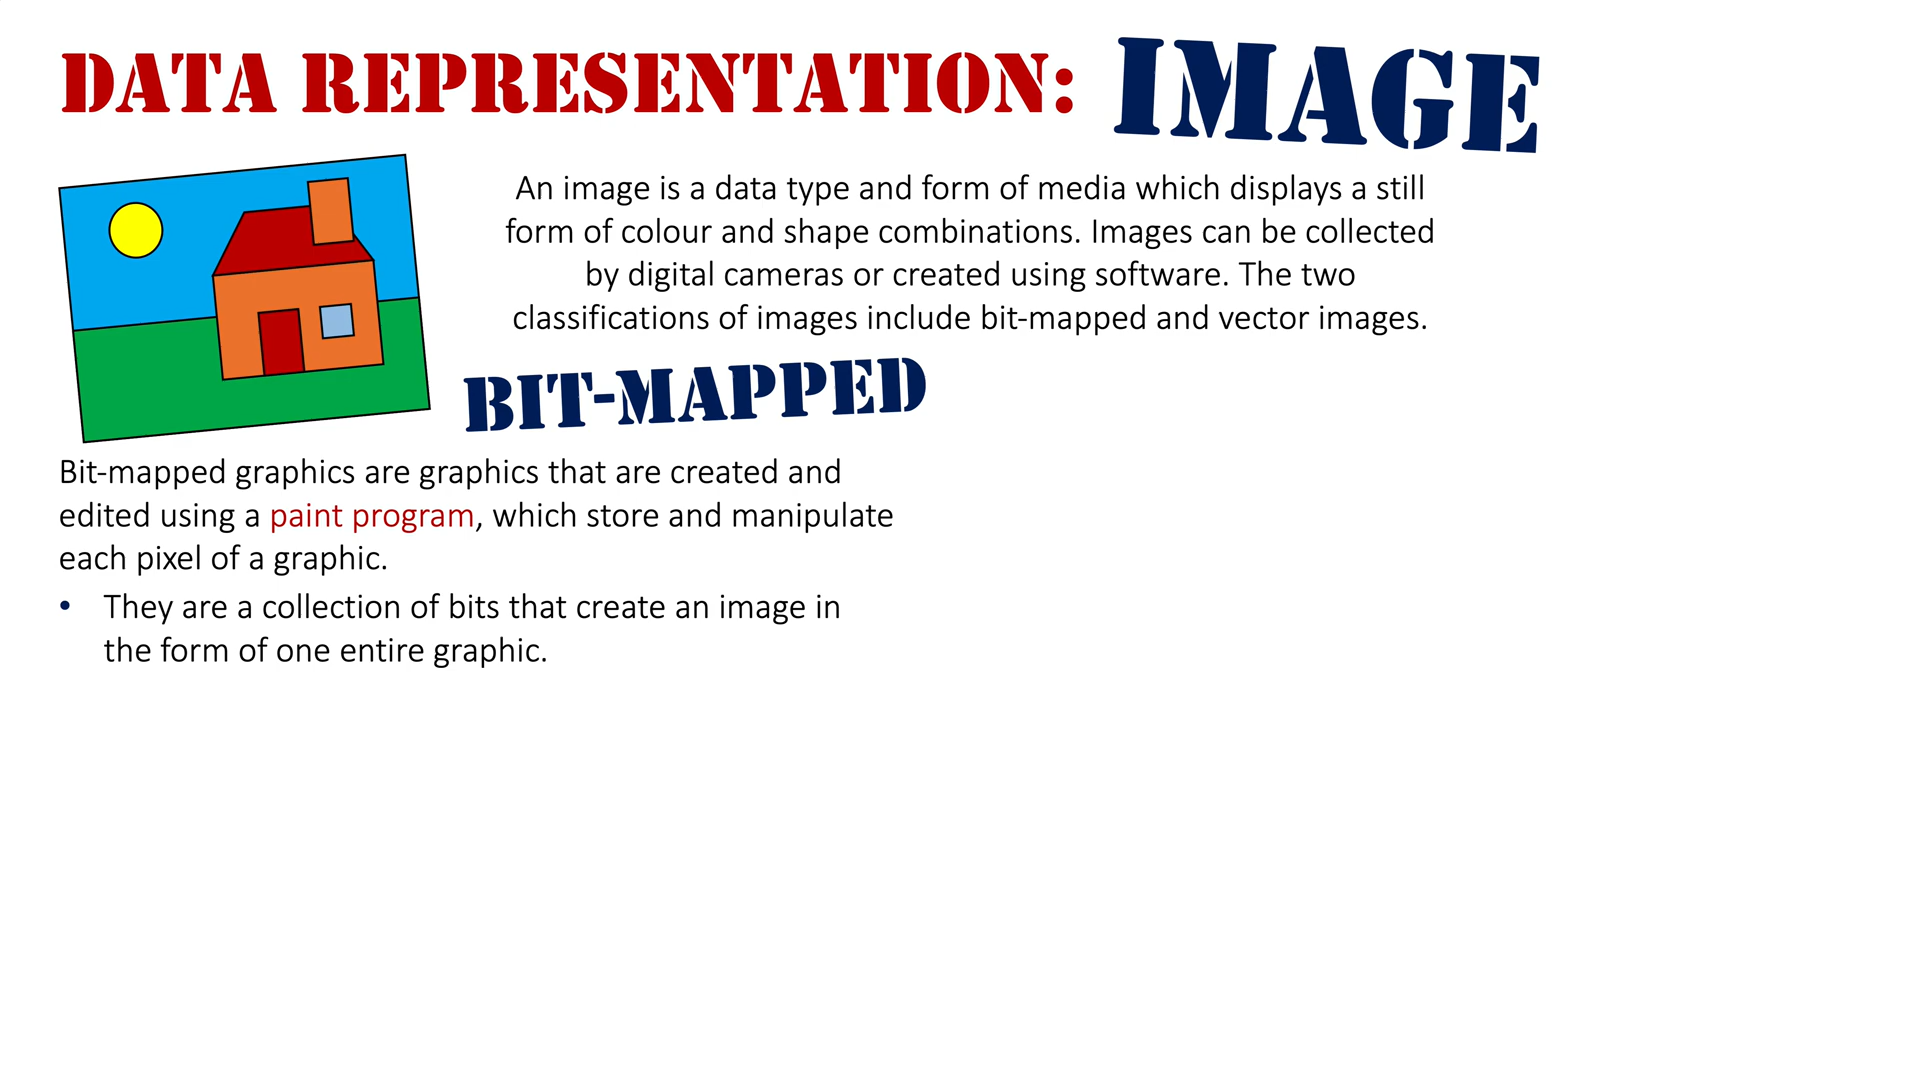 DATA REPRESENTATION: IMAGE
An image is a data type and form of media which displays a still
form of colour and shape combinations. Images can be collected
by digital cameras or created using software. The two
classifications of images include bit-mapped and vector images.
BIT-MAPPED
Bit-mapped graphics are graphics that are created and
edited using a paint program, which store and manipulate
each pixel of a graphic.
• They are a collection of bits that create an image in
the form of one entire graphic.